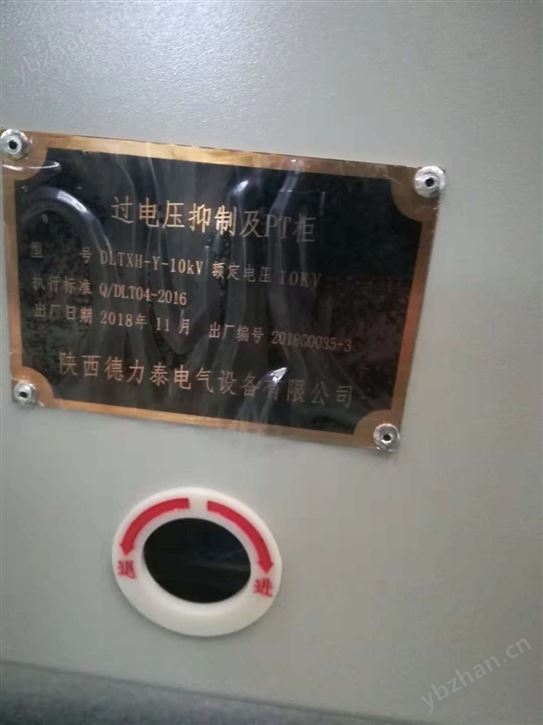 过电压抑制及PT柜
型 号 DLTXH-Y-10kV 额定电压 10KV
执行标准 Q/DLT04-2016
出厂日期 2018年 11月 出厂编号 2018G0035-3
陕西德力泰电气设备有限公司
退 进
ybzhan.cn